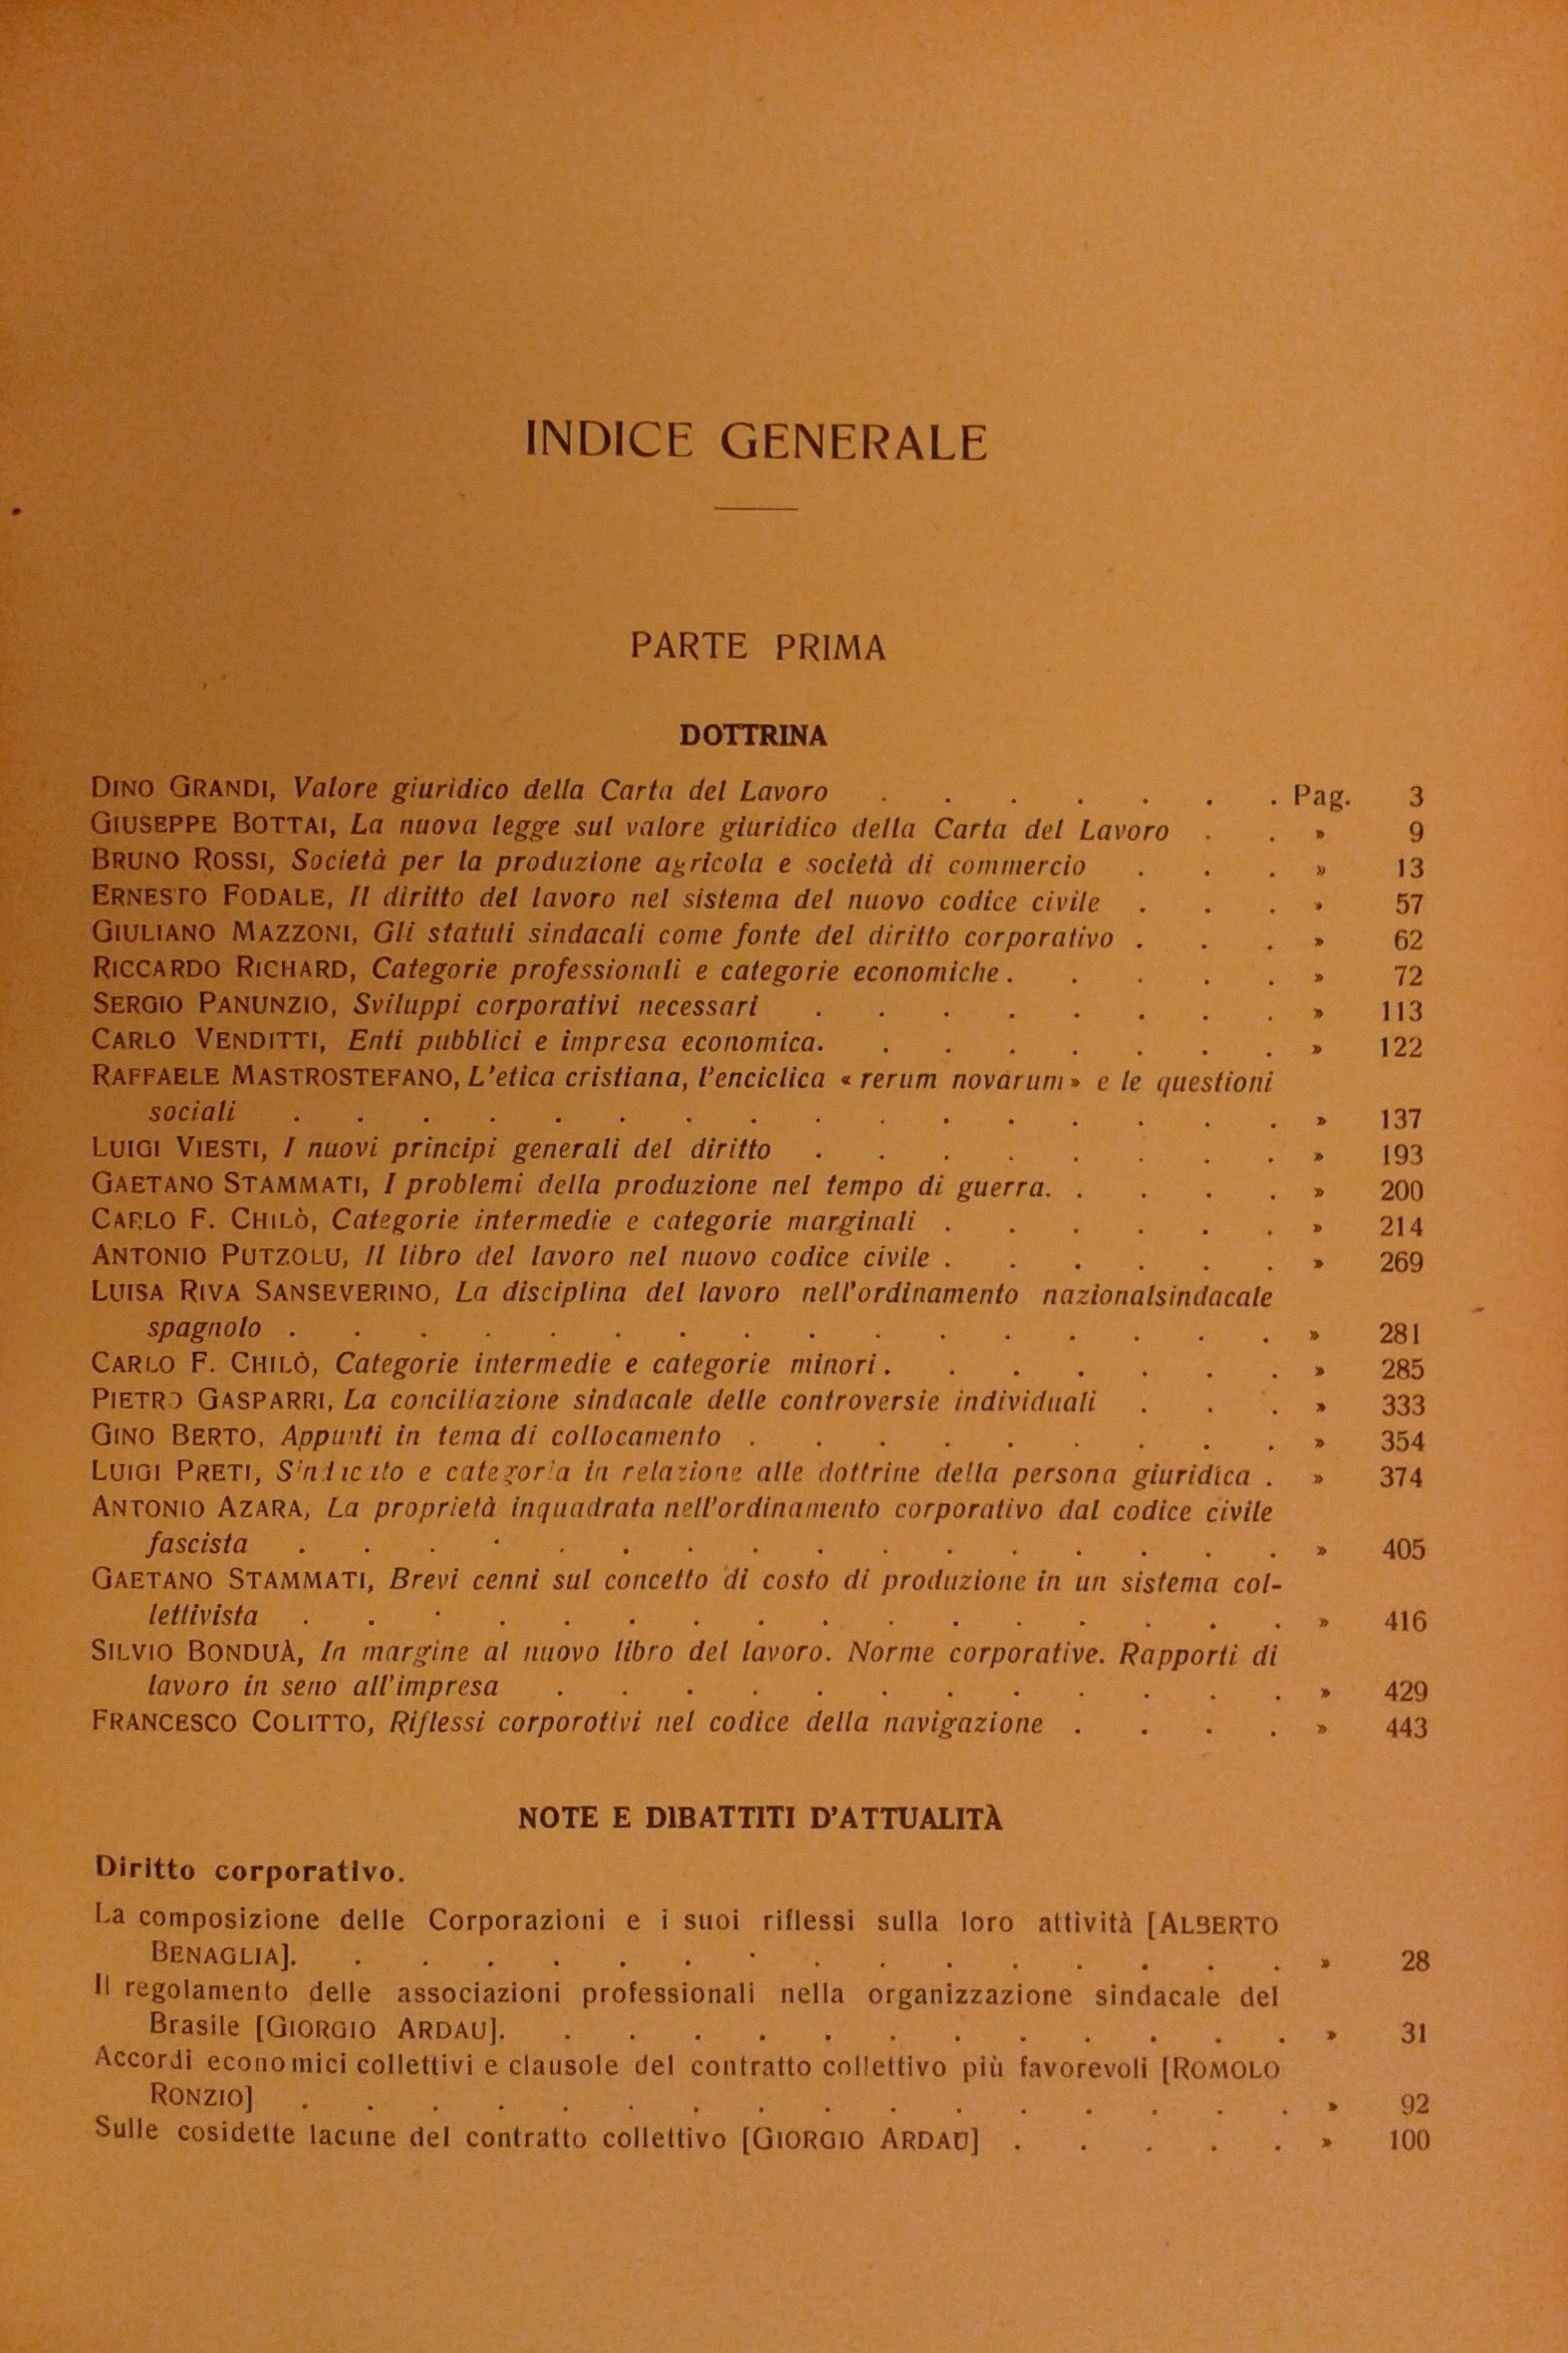 INDICE GENERALE
PARTE PRIMA
DOTTRINA
DINO GRANDI, Valore giuridico della Carta del Lavoro . . . . . . . Pag. 3
GIUSEPPE BOTTAI, La nuova legge sul valore giuridico della Carta del Lavoro . . » 9
BRUNO ROSSI, Società per la produzione agricola e società di commercio . . . » 13
ERNESTO FODALE, Il diritto del lavoro nel sistema del nuovo codice civile . . . » 57
GIULIANO MAZZONI, Gli statuti sindacali come fonte del diritto corporativo . . . » 62
RICCARDO RICHARD, Categorie professionali e categorie economiche . . . . . » 72
SERGIO PANUNZIO, Sviluppi corporativi necessari . . . . . . . . » 113
CARLO VENDITTI, Enti pubblici e impresa economica. . . . . . . . » 122
RAFFAELE MASTROSTEFANO, L'etica cristiana, l'enciclica « rerum novarum » e le questioni
sociali . . . . . . . . . . . . . . . . » 137
LUIGI VIESTI, I nuovi principi generali del diritto . . . . . . . . » 193
GAETANO STAMMATI, I problemi della produzione nel tempo di guerra. . . . . » 200
CARLO F. CHILÒ, Categorie intermedie e categorie marginali . . . . . . » 214
ANTONIO PUTZOLU, Il libro del lavoro nel nuovo codice civile . . . . . . » 269
LUISA RIVA SANSEVERINO, La disciplina del lavoro nell'ordinamento nazionalsindacale
spagnolo . . . . . . . . . . . . . . . . » 281
CARLO F. CHILÒ, Categorie intermedie e categorie minori . . . . . . . » 285
PIETRO GASPARRI, La conciliazione sindacale delle controversie individuali . . . » 333
GINO BERTO, Appunti in tema di collocamento . . . . . . . . . » 354
LUIGI PRETI, Sindicato e categoria in relazione alle dottrine della persona giuridica . » 374
ANTONIO AZARA, La proprietà inquadrata nell'ordinamento corporativo dal codice civile
fascista . . . . . . . . . . . . . . . . » 405
GAETANO STAMMATI, Brevi cenni sul concetto di costo di produzione in un sistema col-
lettivista . . . . . . . . . . . . . . . . » 416
SILVIO BONDUÀ, In margine al nuovo libro del lavoro. Norme corporative. Rapporti di
lavoro in seno all'impresa . . . . . . . . . . . . » 429
FRANCESCO COLITTO, Riflessi corporotivi nel codice della navigazione . . . . » 443
NOTE E DIBATTITI D'ATTUALITÀ
Diritto corporativo.
La composizione delle Corporazioni e i suoi riflessi sulla loro attività [ALBERTO
BENAGLIA]. . . . . . . . . . . . . . . . » 28
Il regolamento delle associazioni professionali nella organizzazione sindacale del
Brasile [GIORGIO ARDAU]. . . . . . . . . . . . . » 31
Accordi economici collettivi e clausole del contratto collettivo più favorevoli [ROMOLO
RONZIO] . . . . . . . . . . . . . . . . » 92
Sulle cosidette lacune del contratto collettivo [GIORGIO ARDAU] . . . . . » 100